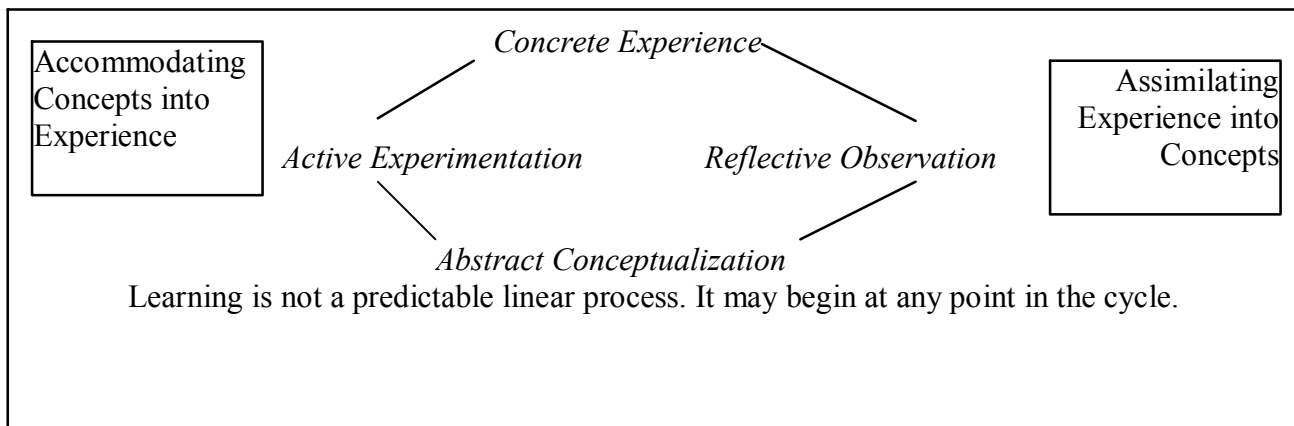 Concrete Experience
Accommodating
Concepts into
Experience
Assimilating
Experience into
Concepts
Active Experimentation
Reflective Observation
Abstract Conceptualization
Learning is not a predictable linear process. It may begin at any point in the cycle.